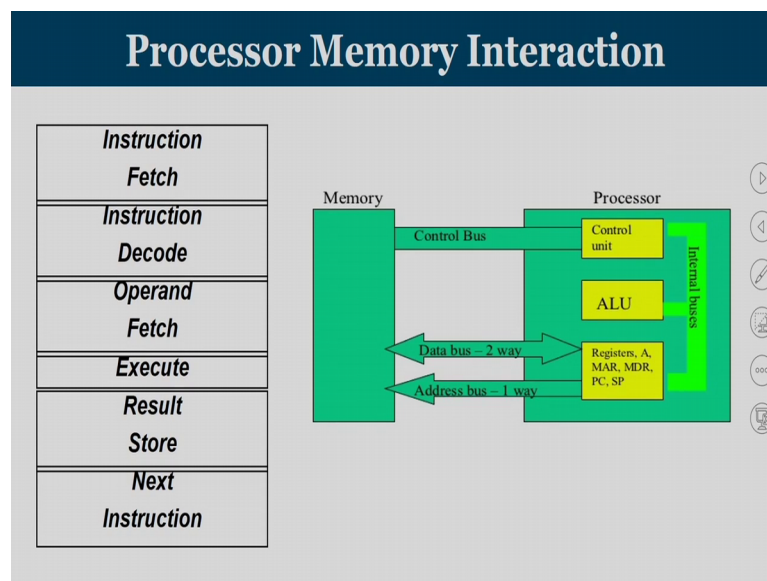 Processor Memory Interaction
Instruction
Fetch
Instruction
Decode
Operand
Fetch
Execute
Result
Store
Next
Instruction
Memory
Processor
Control Bus
Control
unit
ALU
Internal buses
Data bus – 2 way
Registers, A,
MAR, MDR,
PC, SP
Address bus – 1 way